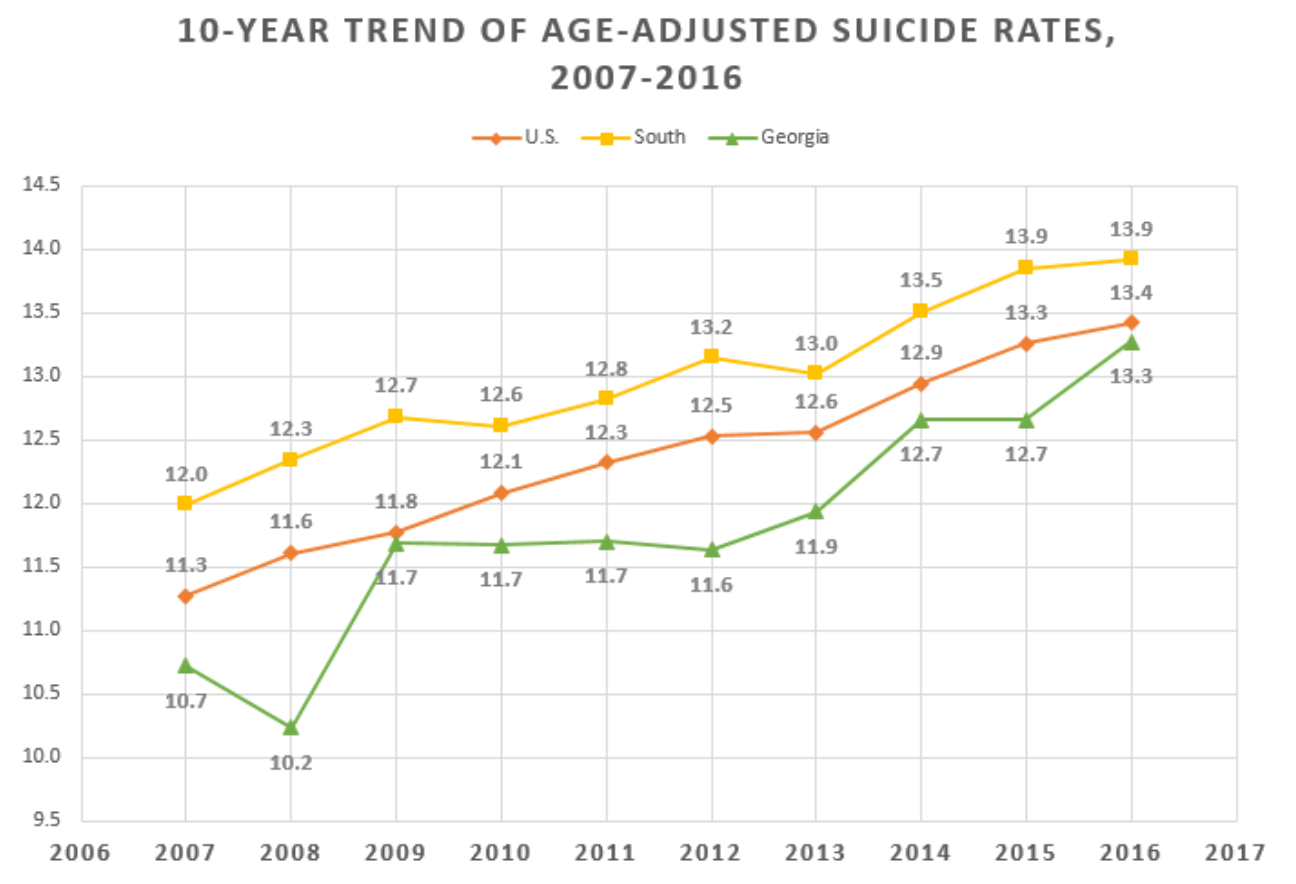 10-YEAR TREND OF AGE-ADJUSTED SUICIDE RATES,
2007-2016
U.S. South Georgia
14.5
14.0
13.5
13.0
12.5
12.0
11.5
11.0
10.5
10.0
9.5
12.0 12.3 12.7 12.6 12.8 13.2 13.0 13.5 13.9 13.9
11.3 11.6 11.8 12.1 12.3 12.5 12.6 12.9 13.3 13.4
10.7 10.2 11.7 11.7 11.7 11.6 11.9 12.7 12.7 13.3
2006 2007 2008 2009 2010 2011 2012 2013 2014 2015 2016 2017